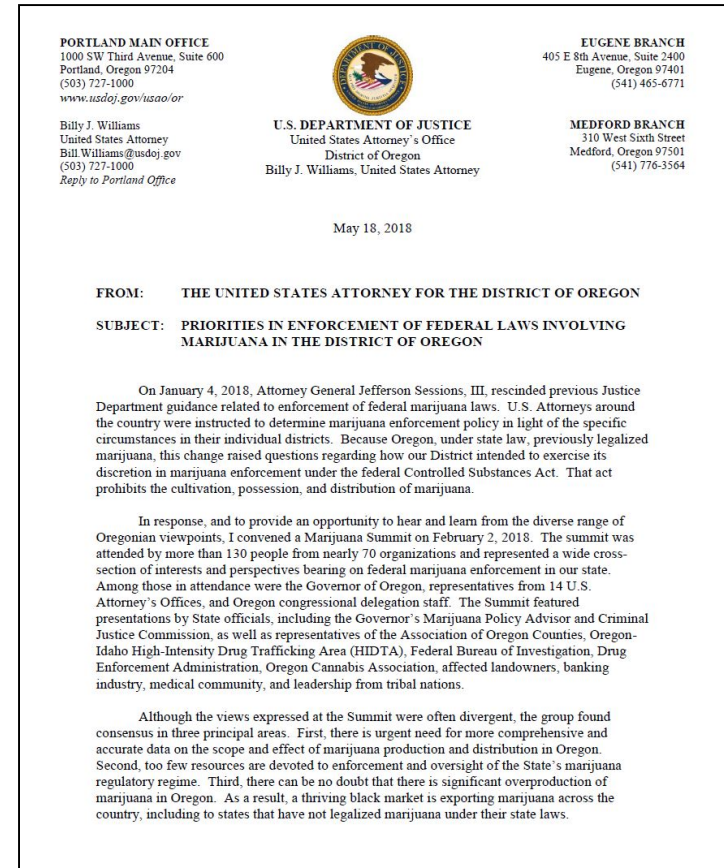 PORTLAND MAIN OFFICE
1000 SW Third Avenue, Suite 600
Portland, Oregon 97204
(503) 727-1000
www.usdoj.gov/usao/or
Billy J. Williams
United States Attorney
Bill.Williams@usdoj.gov
(503) 727-1000
Reply to Portland Office
U.S. DEPARTMENT OF JUSTICE
United States Attorney's Office
District of Oregon
Billy J. Williams, United States Attorney
EUGENE BRANCH
405 E 8th Avenue, Suite 2400
Eugene, Oregon 97401
(541) 465-6771
MEDFORD BRANCH
310 West Sixth Street
Medford, Oregon 97501
(541) 776-3564
May 18, 2018
FROM: THE UNITED STATES ATTORNEY FOR THE DISTRICT OF OREGON
SUBJECT: PRIORITIES IN ENFORCEMENT OF FEDERAL LAWS INVOLVING
MARIJUANA IN THE DISTRICT OF OREGON
On January 4, 2018, Attorney General Jefferson Sessions, III, rescinded previous Justice
Department guidance related to enforcement of federal marijuana laws. U.S. Attorneys around
the country were instructed to determine marijuana enforcement policy in light of the specific
circumstances in their individual districts. Because Oregon, under state law, previously legalized
marijuana, this change raised questions regarding how our District intended to exercise its
discretion in marijuana enforcement under the federal Controlled Substances Act. That act
prohibits the cultivation, possession, and distribution of marijuana.
In response, and to provide an opportunity to hear and learn from the diverse range of
Oregonian viewpoints, I convened a Marijuana Summit on February 2, 2018. The summit was
attended by more than 130 people from nearly 70 organizations and represented a wide cross-
section of interests and perspectives bearing on federal marijuana enforcement in our state.
Among those in attendance were the Governor of Oregon, representatives from 14 U.S.
Attorney's Offices, and Oregon congressional delegation staff. The Summit featured
presentations by State officials, including the Governor's Marijuana Policy Advisor and Criminal
Justice Commission, as well as representatives of the Association of Oregon Counties, Oregon-
Idaho High-Intensity Drug Trafficking Area (HIDTA), Federal Bureau of Investigation, Drug
Enforcement Administration, Oregon Cannabis Association, affected landowners, banking
industry, medical community, and leadership from tribal nations.
Although the views expressed at the Summit were often divergent, the group found
consensus in three principal areas. First, there is urgent need for more comprehensive and
accurate data on the scope and effect of marijuana production and distribution in Oregon.
Second, too few resources are devoted to enforcement and oversight of the State's marijuana
regulatory regime. Third, there can be no doubt that there is significant overproduction of
marijuana in Oregon. As a result, a thriving black market is exporting marijuana across the
country, including to states that have not legalized marijuana under their state laws.